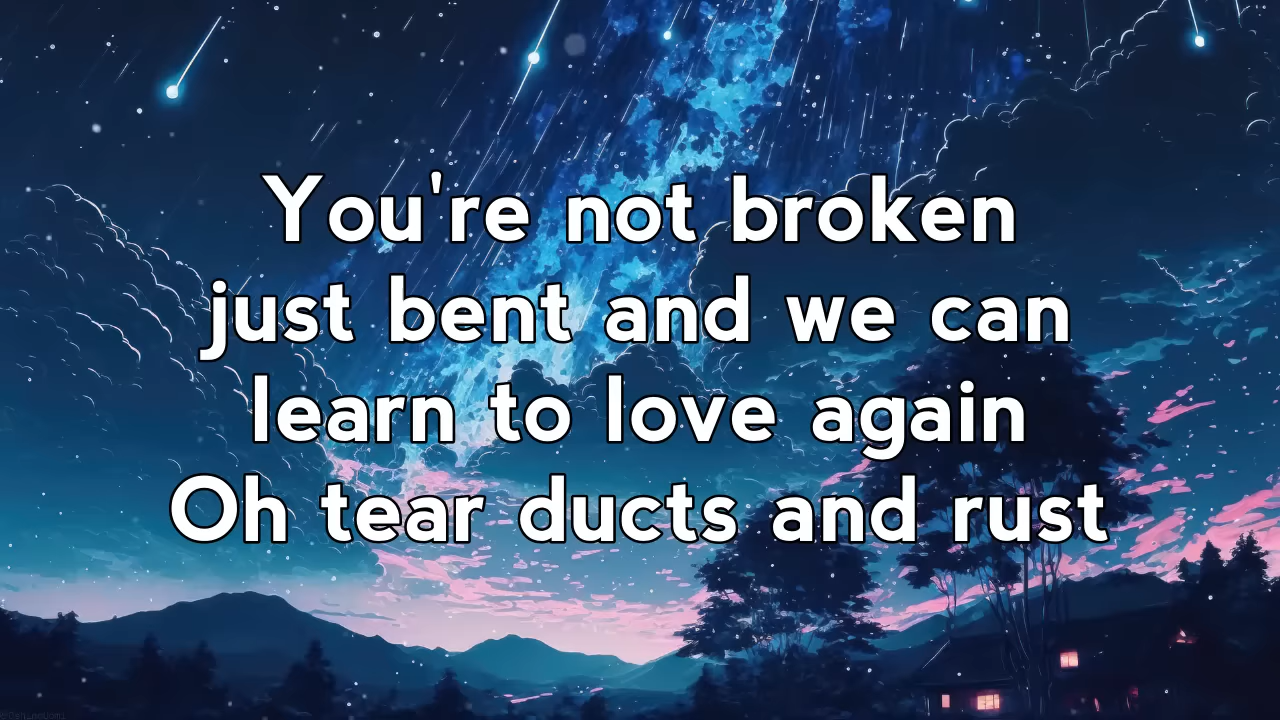 You're not broken
just bent and we can
learn to love again
Oh tear ducts and rust